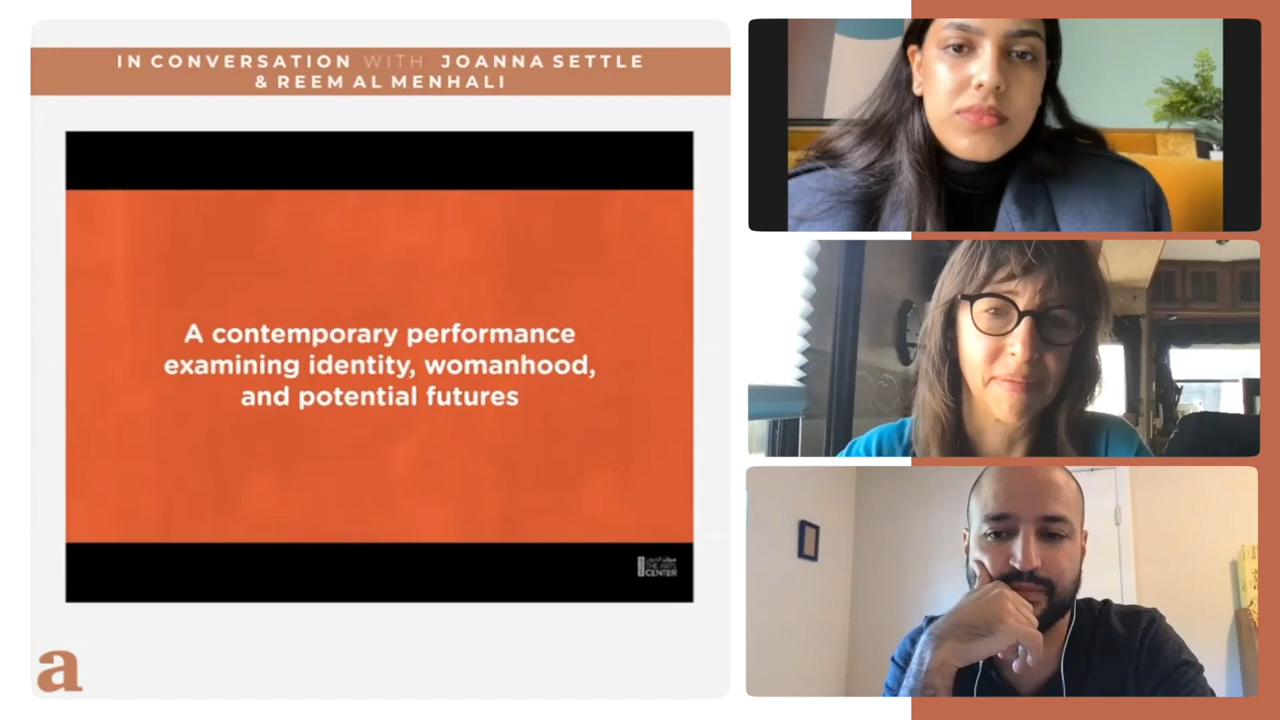 IN CONVERSATION WITH JOANNA SETTLE
& REEM AL MENHALI
A contemporary performance
examining identity, womanhood,
and potential futures
THE ARTS
CENTER
a